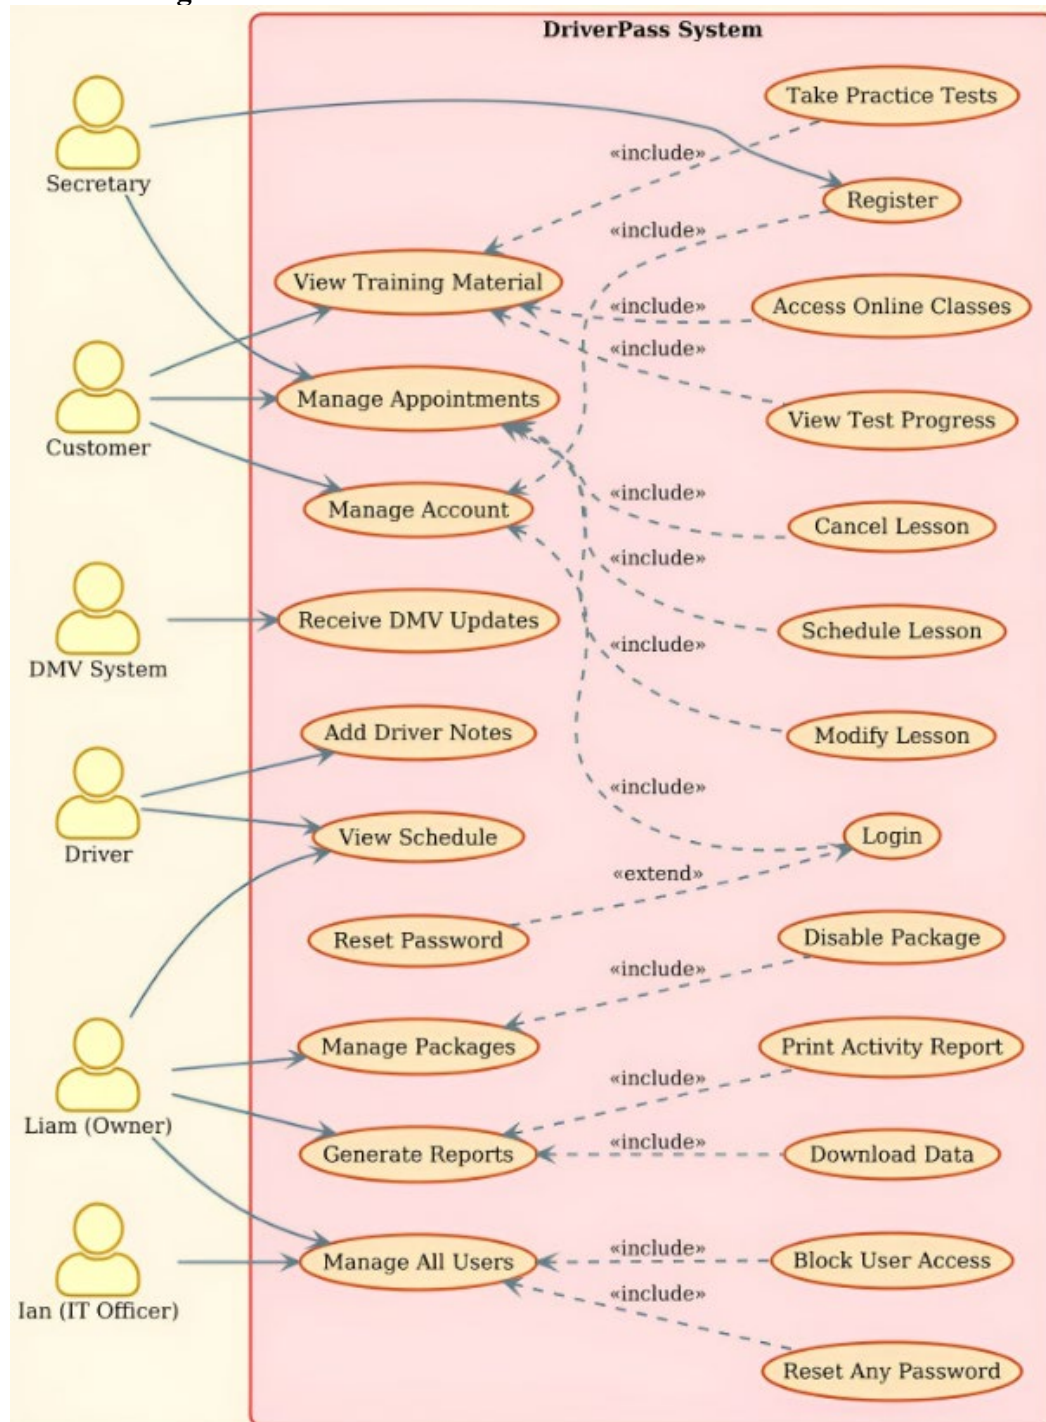 DriverPass System
Take Practice Tests
«include»
Secretary
Register
«include»
View Training Material
Access Online Classes
«include»
«include»
Manage Appointments
View Test Progress
Customer
«include»
Manage Account
Cancel Lesson
«include»
Receive DMV Updates
Schedule Lesson
«include»
DMV System
Add Driver Notes
Modify Lesson
«include»
View Schedule
Login
Driver
«extend»
Reset Password
Disable Package
«include»
Manage Packages
Print Activity Report
«include»
Liam (Owner)
«include»
Generate Reports
Download Data
«include»
Manage All Users
Block User Access
«include»
Ian (IT Officer)
Reset Any Password